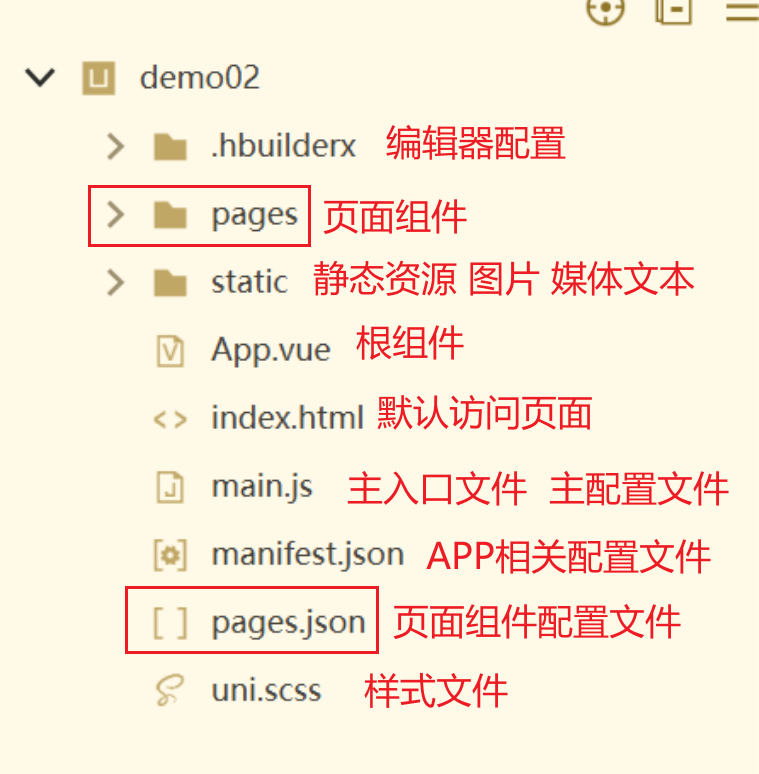 demo02
.hbuilderx 编辑器配置
pages 页面组件
static 静态资源 图片 媒体文本
App.vue 根组件
index.html 默认访问页面
main.js 主入口文件 主配置文件
manifest.json APP相关配置文件
pages.json 页面组件配置文件
uni.scss 样式文件